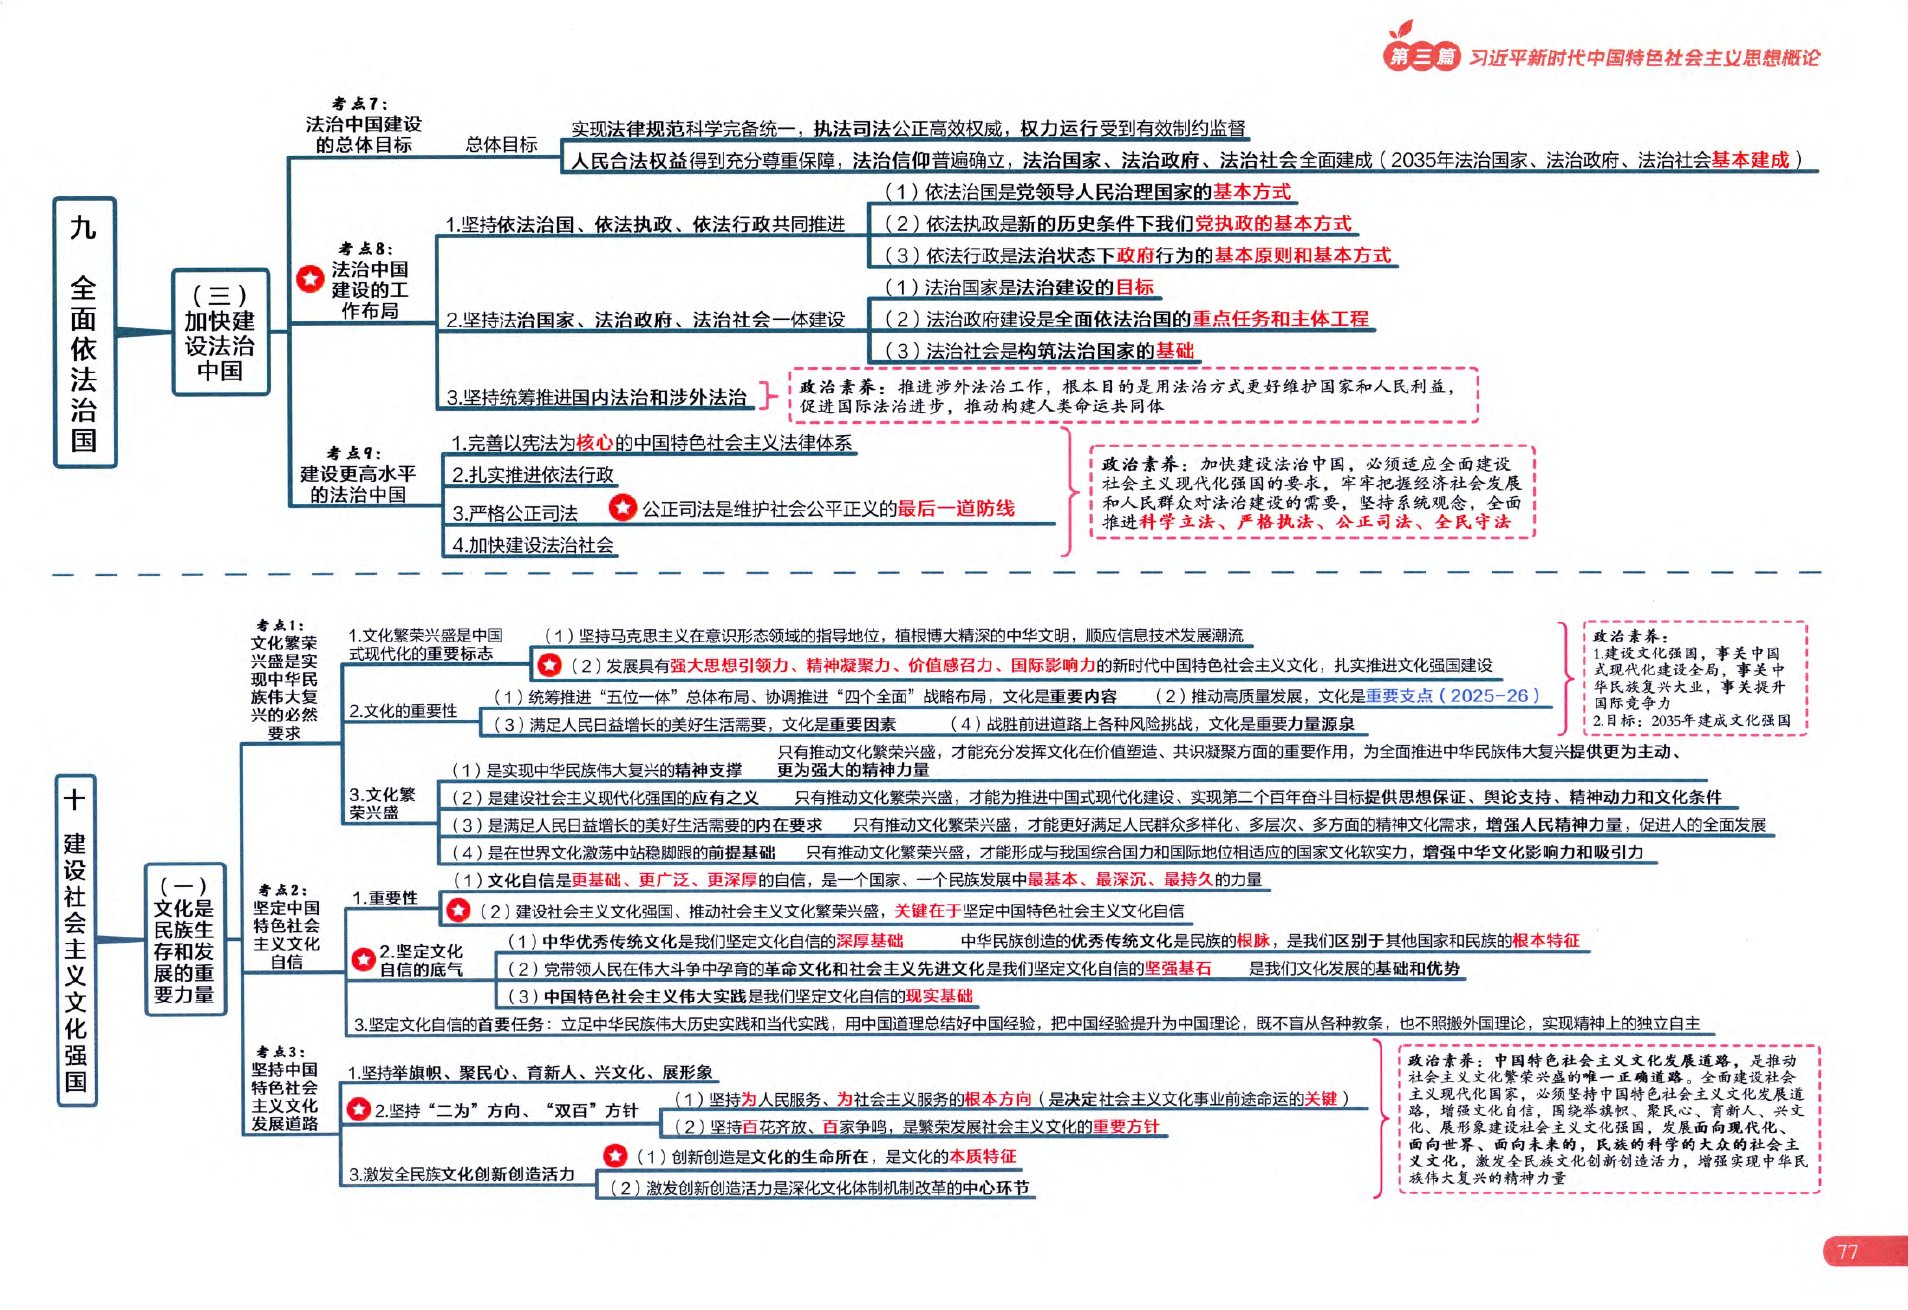 第三篇 习近平新时代中国特色社会主义思想概论
九 全面依法治国
（三）
加快建
设法治
中国
考点7：
法治中国建设
的总体目标
总体目标
实现法律规范科学完备统一，执法司法公正高效权威，权力运行受到有效制约监督
人民合法权益得到充分尊重保障，法治信仰普遍确立，法治国家、法治政府、法治社会全面建成（2035年法治国家、法治政府、法治社会基本建成）
考点8：
法治中国
建设的工
作布局
1.坚持依法治国、依法执政、依法行政共同推进
（1）依法治国是党领导人民治理国家的基本方式
（2）依法执政是新的历史条件下我们党执政的基本方式
（3）依法行政是法治状态下政府行为的基本原则和基本方式
2.坚持法治国家、法治政府、法治社会一体建设
（1）法治国家是法治建设的目标
（2）法治政府建设是全面依法治国的重点任务和主体工程
（3）法治社会是构筑法治国家的基础
3.坚持统筹推进国内法治和涉外法治
政治素养：推进涉外法治工作，根本目的是用法治方式更好维护国家和人民利益，
促进国际法治进步，推动构建人类命运共同体
考点9：
建设更高水平
的法治中国
1.完善以宪法为核心的中国特色社会主义法律体系
2.扎实推进依法行政
3.严格公正司法 公正司法是维护社会公平正义的最后一道防线
4.加快建设法治社会
政治素养：加快建设法治中国，必须适应全面建设
社会主义现代化强国的要求，牢牢把握经济社会发展
和人民群众对法治建设的需要，坚持系统观念，全面
推进科学立法、严格执法、公正司法、全民守法
十 建设社会主义文化强国
（一）
文化是
民族生
存和发
展的重
要力量
考点1：
文化繁荣
兴盛是实
现中华民
族伟大复
兴的必然
要求
1.文化繁荣兴盛是中国
式现代化的重要标志
（1）坚持马克思主义在意识形态领域的指导地位，植根博大精深的中华文明，顺应信息技术发展潮流
（2）发展具有强大思想引领力、精神凝聚力、价值感召力、国际影响力的新时代中国特色社会主义文化，扎实推进文化强国建设
2.文化的重要性
（1）统筹推进“五位一体”总体布局、协调推进“四个全面”战略布局，文化是重要内容 （2）推动高质量发展，文化是重要支点（2025-26）
（3）满足人民日益增长的美好生活需要，文化是重要因素 （4）战胜前进道路上各种风险挑战，文化是重要力量源泉
政治素养：
1.建设文化强国，事关中国
式现代化建设全局，事关中
华民族复兴大业，事关提升
国际竞争力
2.目标：2035年建成文化强国
3.文化繁
荣兴盛
（1）是实现中华民族伟大复兴的精神支撑 只有推动文化繁荣兴盛，才能充分发挥文化在价值塑造、共识凝聚方面的重要作用，为全面推进中华民族伟大复兴提供更为主动、
更为强大的精神力量
（2）是建设社会主义现代化强国的应有之义 只有推动文化繁荣兴盛，才能为推进中国式现代化建设、实现第二个百年奋斗目标提供思想保证、舆论支持、精神动力和文化条件
（3）是满足人民日益增长的美好生活需要的内在要求 只有推动文化繁荣兴盛，才能更好满足人民群众多样化、多层次、多方面的精神文化需求，增强人民精神力量，促进人的全面发展
（4）是在世界文化激荡中站稳脚跟的前提基础 只有推动文化繁荣兴盛，才能形成与我国综合国力和国际地位相适应的国家文化软实力，增强中华文化影响力和吸引力
考点2：
坚定中国
特色社会
主义文化
自信
1.重要性
（1）文化自信是更基础、更广泛、更深厚的自信，是一个国家、一个民族发展中最基本、最深沉、最持久的力量
（2）建设社会主义文化强国、推动社会主义文化繁荣兴盛，关键在于坚定中国特色社会主义文化自信
2.坚定文化
自信的底气
（1）中华优秀传统文化是我们坚定文化自信的深厚基础 中华民族创造的优秀传统文化是民族的根脉，是我们区别于其他国家和民族的根本特征
（2）党带领人民在伟大斗争中孕育的革命文化和社会主义先进文化是我们坚定文化自信的坚强基石 是我们文化发展的基础和优势
（3）中国特色社会主义伟大实践是我们坚定文化自信的现实基础
3.坚定文化自信的首要任务：立足中华民族伟大历史实践和当代实践，用中国道理总结好中国经验，把中国经验提升为中国理论，既不盲从各种教条，也不照搬外国理论，实现精神上的独立自主
考点3：
坚持中国
特色社会
主义文化
发展道路
1.坚持举旗帜、聚民心、育新人、兴文化、展形象
2.坚持“二为”方向、“双百”方针
（1）坚持为人民服务、为社会主义服务的根本方向（是决定社会主义文化事业前途命运的关键）
（2）坚持百花齐放、百家争鸣，是繁荣发展社会主义文化的重要方针
3.激发全民族文化创新创造活力
（1）创新创造是文化的生命所在，是文化的本质特征
（2）激发创新创造活力是深化文化体制机制改革的中心环节
政治素养：中国特色社会主义文化发展道路，是推动
社会主义文化繁荣兴盛的唯一正确道路。全面建设社会
主义现代化国家，必须坚持中国特色社会主义文化发展道
路，增强文化自信，围绕举旗帜、聚民心、育新人、兴文
化、展形象建设社会主义文化强国，发展面向现代化、
面向世界、面向未来的，民族的科学的大众的社会主
义文化，激发全民族文化创新创造活力，增强实现中华民
族伟大复兴的精神力量
77